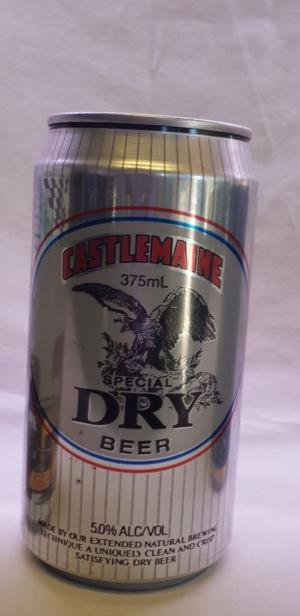 CASTLEMAINE
375mL
SPECIAL
DRY
BEER
5.0% ALC/VOL
MADE BY OUR EXTENDED NATURAL BREWING
TECHNIQUE A UNIQUELY CLEAN AND CRISP
SATISFYING DRY BEER